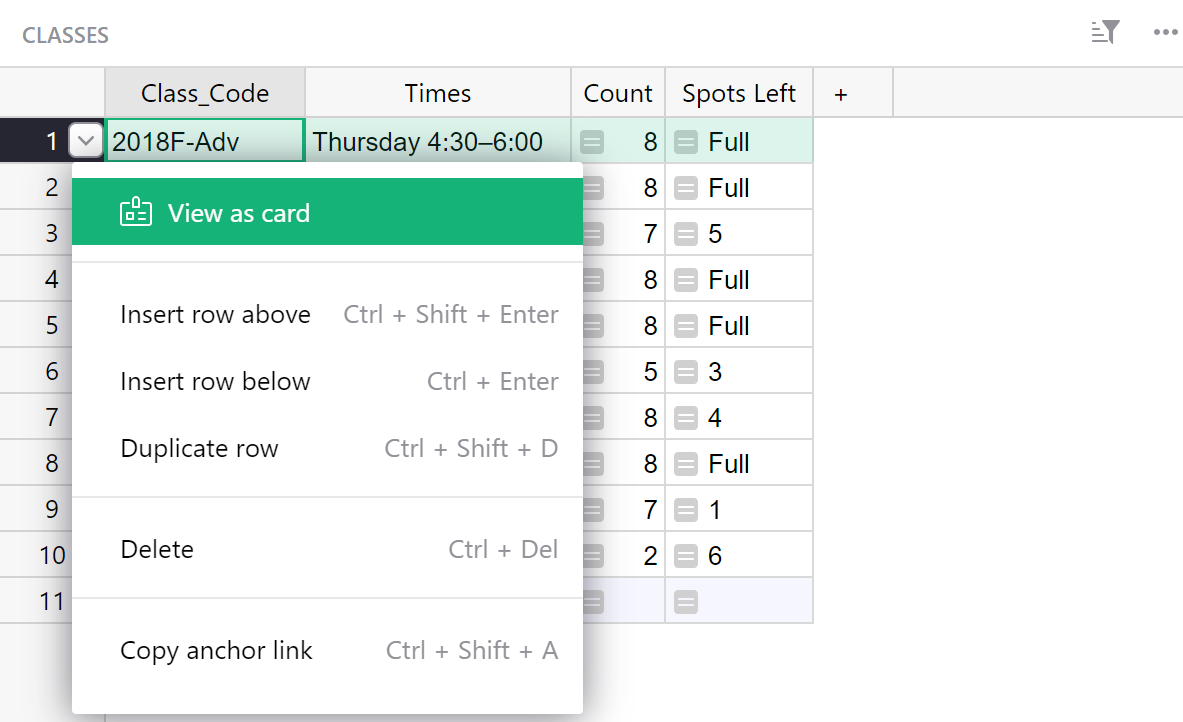 CLASSES
Class_Code Times Count Spots Left +
1 2018F-Adv Thursday 4:30–6:00 8 Full
2 8 Full
View as card
3 7 5
4 8 Full
Insert row above Ctrl + Shift + Enter
5 8 Full
6 5 3
Insert row below Ctrl + Enter
7 8 4
Duplicate row Ctrl + Shift + D
8 8 Full
9 7 1
Delete Ctrl + Del
10 2 6
11
Copy anchor link Ctrl + Shift + A